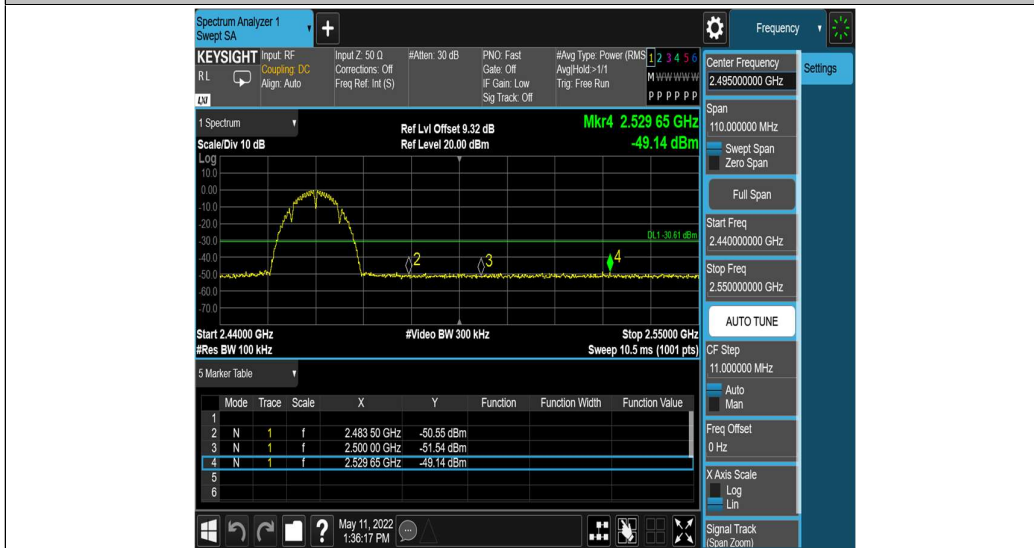 Spectrum Analyzer 1
Swept SA
Frequency
KEYSIGHT
Input: RF
Coupling: DC
Align: Auto
Input Z: 50 Ω
Corrections: Off
Freq Ref: Int (S)
#Atten: 30 dB
PNO: Fast
Gate: Off
IF Gain: Low
Sig Track: Off
#Avg Type: Power (RMS
Avg|Hold:>1/1
Trig: Free Run
1 2 3 4 5 6
M W W W W W
P P P P P P
R L
LXI
Center Frequency
2.495000000 GHz
Settings
Span
110.000000 MHz
Swept Span
Zero Span
Full Span
Start Freq
2.440000000 GHz
Stop Freq
2.550000000 GHz
AUTO TUNE
CF Step
11.000000 MHz
Auto
Man
Freq Offset
0 Hz
X Axis Scale
Log
Lin
Signal Track
(Span Zoom)
1 Spectrum
Scale/Div 10 dB
Ref Lvl Offset 9.32 dB
Ref Level 20.00 dBm
Mkr4 2.529 65 GHz
-49.14 dBm
Log
10.0
0.00
-10.0
-20.0
-30.0
-40.0
-50.0
-60.0
-70.0
DL1 -30.61 dBm
2
3
4
Start 2.44000 GHz
#Res BW 100 kHz
#Video BW 300 kHz
Stop 2.55000 GHz
Sweep 10.5 ms (1001 pts)
5 Marker Table
Mode Trace Scale X Y Function Function Width Function Value
1
2 N 1 f 2.483 50 GHz -50.55 dBm
3 N 1 f 2.500 00 GHz -51.54 dBm
4 N 1 f 2.529 65 GHz -49.14 dBm
5
6
?
May 11, 2022
1:36:17 PM